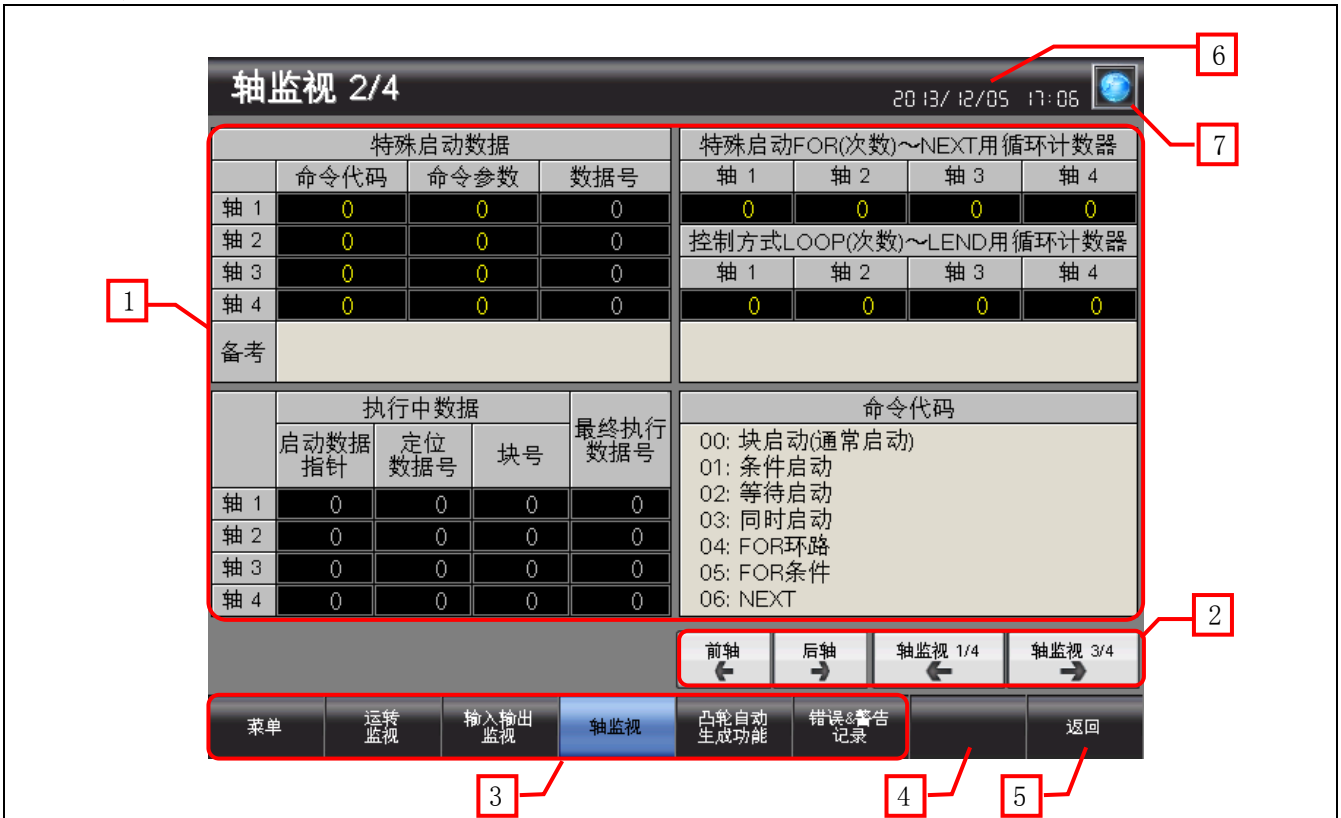 6
轴监视 2/4
2013/12/05 17:06
7
特殊启动数据
命令代码 命令参数 数据号
轴 1 0 0 0
轴 2 0 0 0
轴 3 0 0 0
轴 4 0 0 0
备考
特殊启动FOR(次数)～NEXT用循环计数器
轴 1 轴 2 轴 3 轴 4
0 0 0 0
控制方式LOOP(次数)～LEND用循环计数器
轴 1 轴 2 轴 3 轴 4
0 0 0 0
1
执行中数据
最终执行
数据号
启动数据
指针
定位
数据号
块号
轴 1 0 0 0 0
轴 2 0 0 0 0
轴 3 0 0 0 0
轴 4 0 0 0 0
命令代码
00: 块启动(通常启动)
01: 条件启动
02: 等待启动
03: 同时启动
04: FOR环路
05: FOR条件
06: NEXT
2
前轴
后轴
轴监视 1/4
轴监视 3/4
菜单
运转
监视
输入输出
监视
轴监视
凸轮自动
生成功能
错误&警告
记录
返回
3
4
5